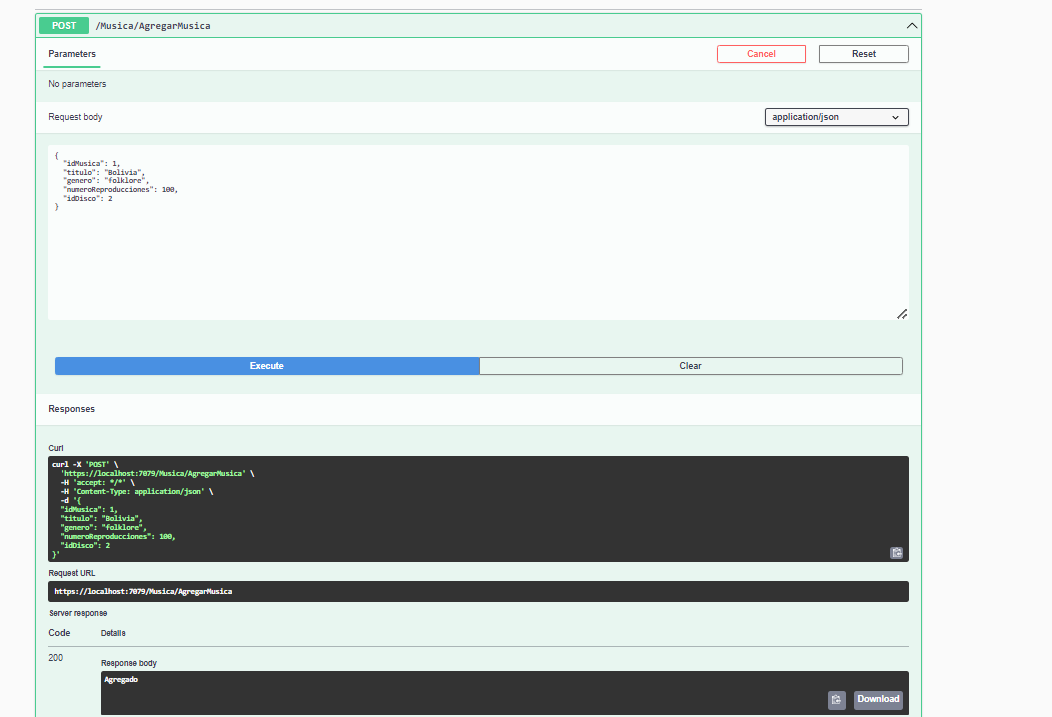 POST /Musica/AgregarMusica
Parameters
Cancel
Reset
No parameters
Request body
application/json
{
  "idMusica": 1,
  "titulo": "Bolivia",
  "genero": "folklore",
  "numeroReproducciones": 100,
  "idDisco": 2
}
Execute
Clear
Responses
Curl
curl -X 'POST' \
  'https://localhost:7079/Musica/AgregarMusica' \
  -H 'accept: */*' \
  -H 'Content-Type: application/json' \
  -d '{
  "idMusica": 1,
  "titulo": "Bolivia",
  "genero": "folklore",
  "numeroReproducciones": 100,
  "idDisco": 2
}'
Request URL
https://localhost:7079/Musica/AgregarMusica
Server response
Code Details
200
Response body
Agregado
Download